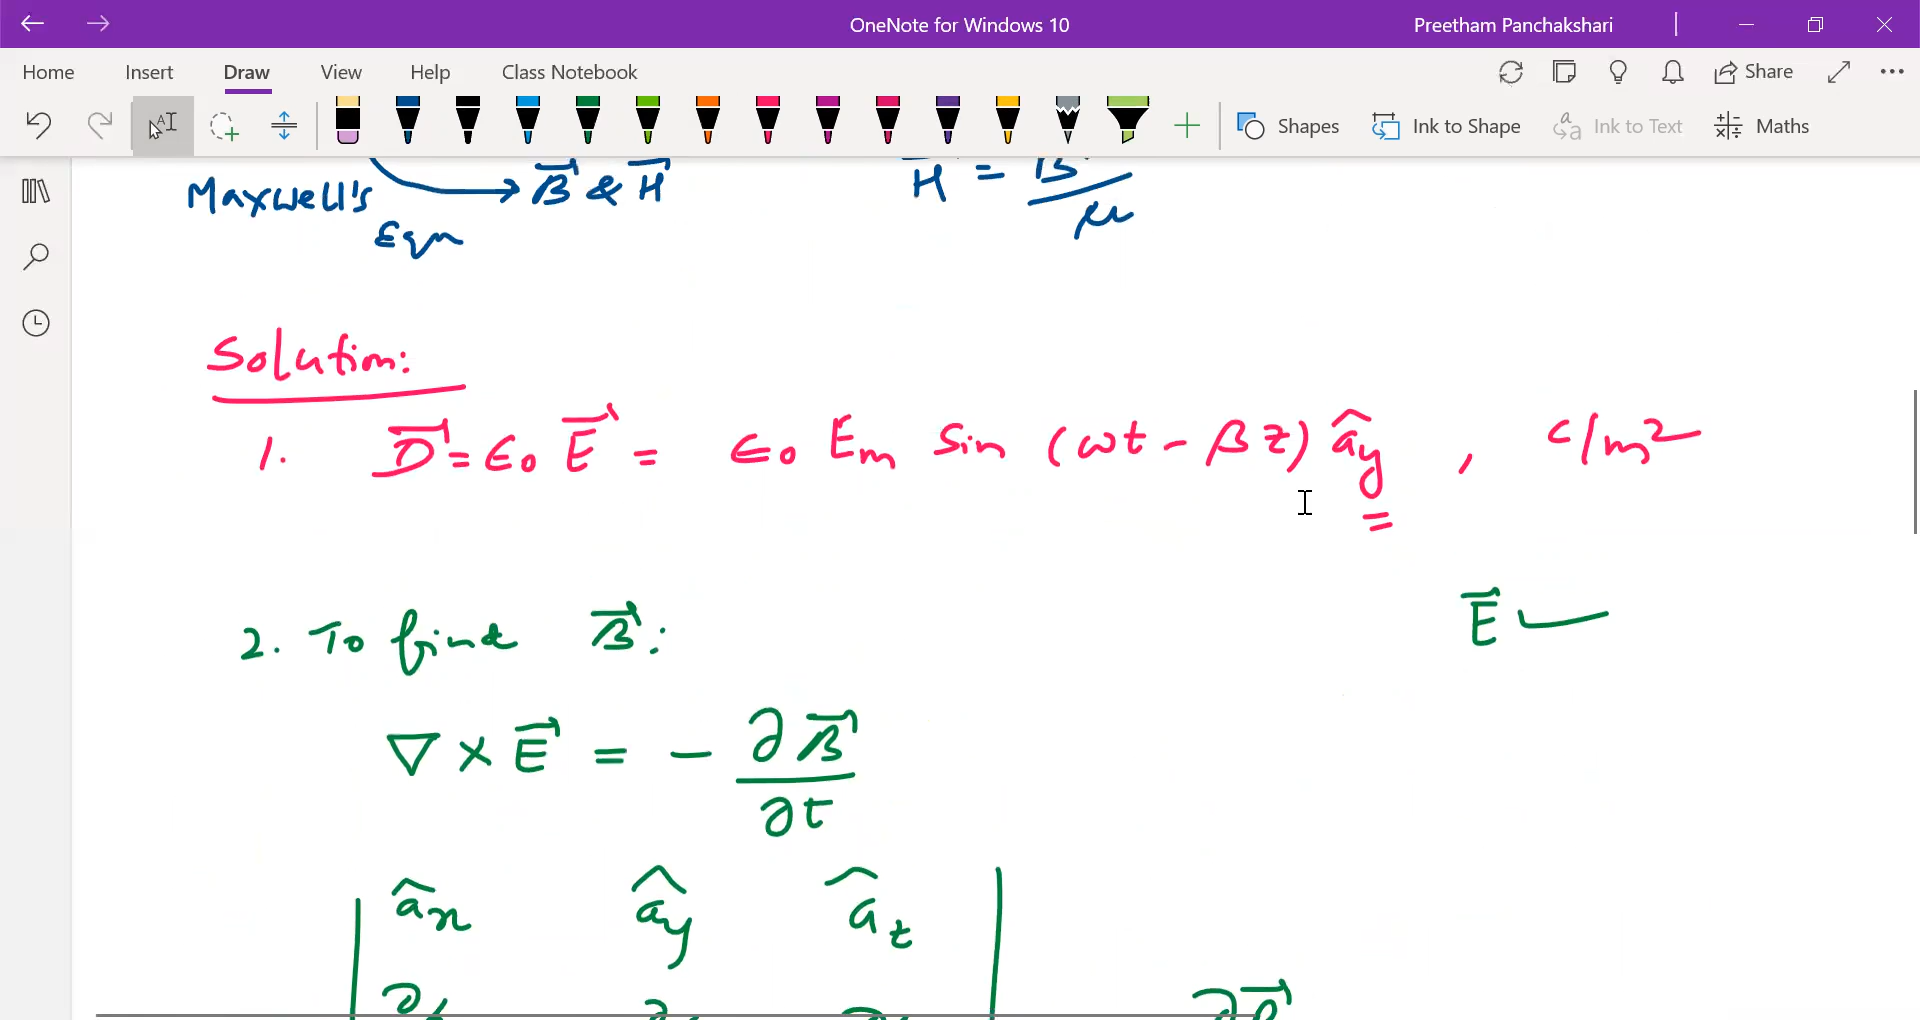 OneNote for Windows 10
Preetham Panchakshari
Home Insert Draw View Help Class Notebook Share
Shapes Ink to Shape Ink to Text Maths
Maxwell's Eqn → B⃗ & H⃗
H⃗ = B⃗/μ
Solution:
1. D⃗ = ϵ₀ E⃗ = ϵ₀ Em sin (ωt - βz) ây , c/m²
2. To find B⃗:
E⃗ ✓
∇ × E⃗ = - ∂B⃗/∂t
| âx ây âz |